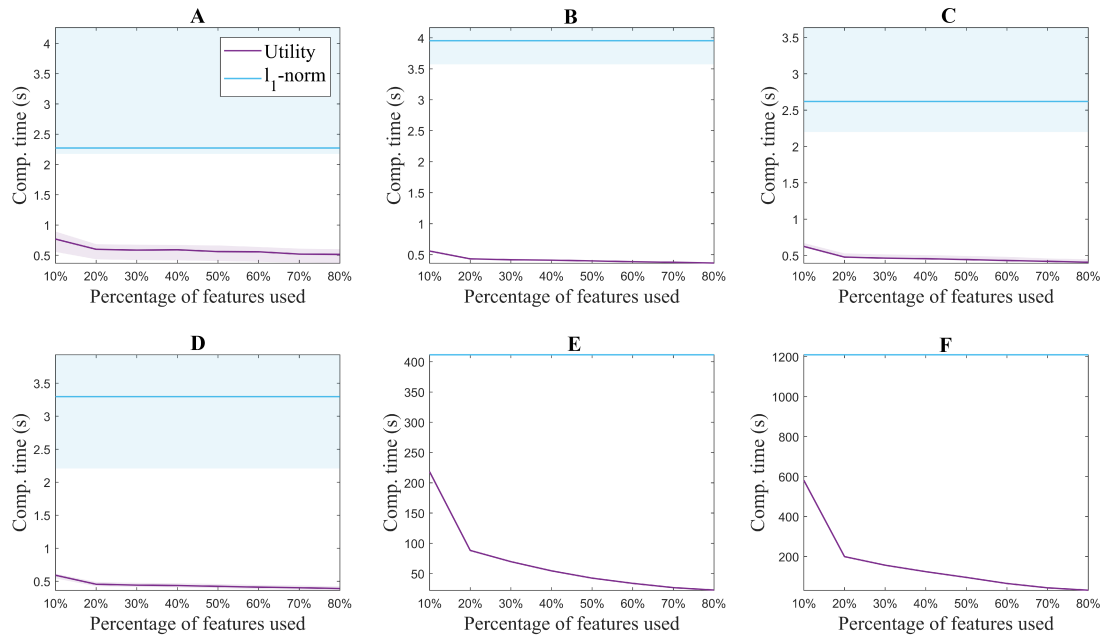 A
Comp. time (s)
4
3.5
3
2.5
2
1.5
1
0.5
Utility
l1-norm
10% 20% 30% 40% 50% 60% 70% 80%
Percentage of features used
B
Comp. time (s)
4
3.5
3
2.5
2
1.5
1
0.5
10% 20% 30% 40% 50% 60% 70% 80%
Percentage of features used
C
Comp. time (s)
3.5
3
2.5
2
1.5
1
0.5
10% 20% 30% 40% 50% 60% 70% 80%
Percentage of features used
D
Comp. time (s)
3.5
3
2.5
2
1.5
1
0.5
10% 20% 30% 40% 50% 60% 70% 80%
Percentage of features used
E
Comp. time (s)
400
350
300
250
200
150
100
50
10% 20% 30% 40% 50% 60% 70% 80%
Percentage of features used
F
Comp. time (s)
1200
1000
800
600
400
200
10% 20% 30% 40% 50% 60% 70% 80%
Percentage of features used